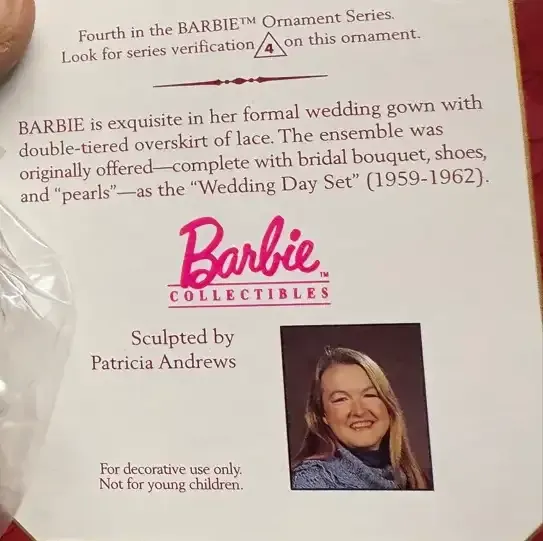 Fourth in the BARBIE™ Ornament Series.
Look for series verification 4 on this ornament.
BARBIE is exquisite in her formal wedding gown with
double-tiered overskirt of lace. The ensemble was
originally offered—complete with bridal bouquet, shoes,
and “pearls”—as the “Wedding Day Set” (1959-1962).
Barbie™
COLLECTIBLES
Sculpted by
Patricia Andrews
For decorative use only.
Not for young children.